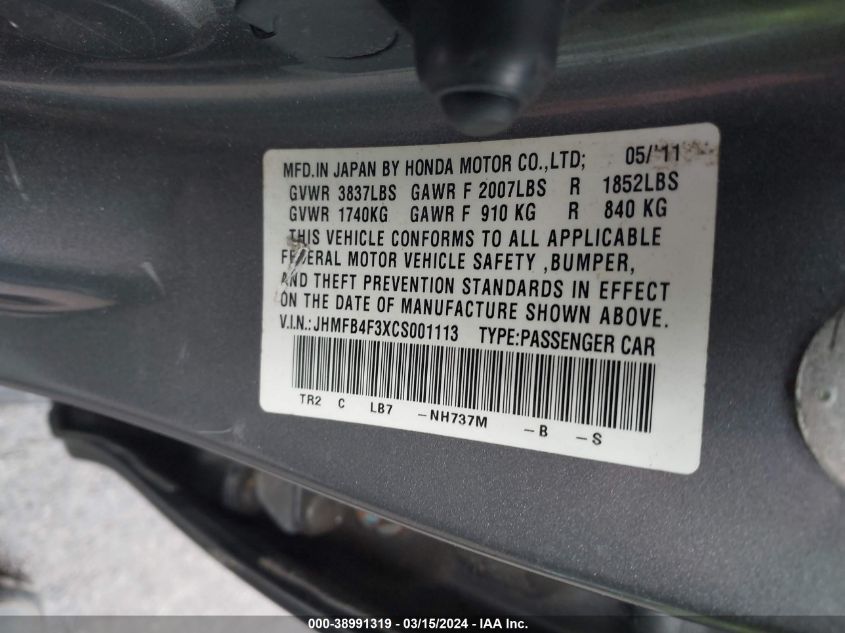 MFD.IN JAPAN BY HONDA MOTOR CO.,LTD; 05/'11
GVWR 3837LBS GAWR F 2007LBS R 1852LBS
GVWR 1740KG GAWR F 910 KG R 840 KG
THIS VEHICLE CONFORMS TO ALL APPLICABLE
FEDERAL MOTOR VEHICLE SAFETY ,BUMPER,
AND THEFT PREVENTION STANDARDS IN EFFECT
ON THE DATE OF MANUFACTURE SHOWN ABOVE.
V.I.N.: JHMFB4F3XCS001113 TYPE:PASSENGER CAR
TR2 C LB7 -NH737M -B -S
000-38991319 / 03/15/2024 - IAA Inc.